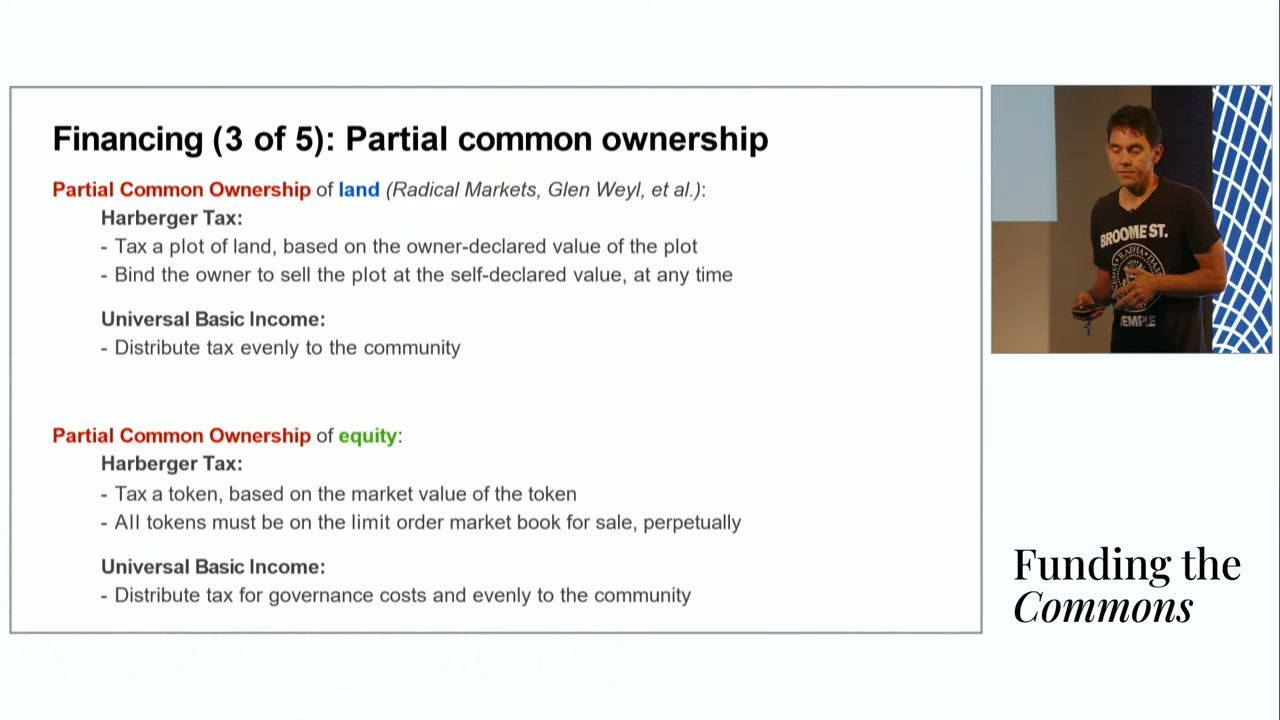 Financing (3 of 5): Partial common ownership
Partial Common Ownership of land (Radical Markets, Glen Weyl, et al.):
Harberger Tax:
- Tax a plot of land, based on the owner-declared value of the plot
- Bind the owner to sell the plot at the self-declared value, at any time
Universal Basic Income:
- Distribute tax evenly to the community
Partial Common Ownership of equity:
Harberger Tax:
- Tax a token, based on the market value of the token
- All tokens must be on the limit order market book for sale, perpetually
Universal Basic Income:
- Distribute tax for governance costs and evenly to the community
BROOME ST.
TEMPLE
Funding the
Commons